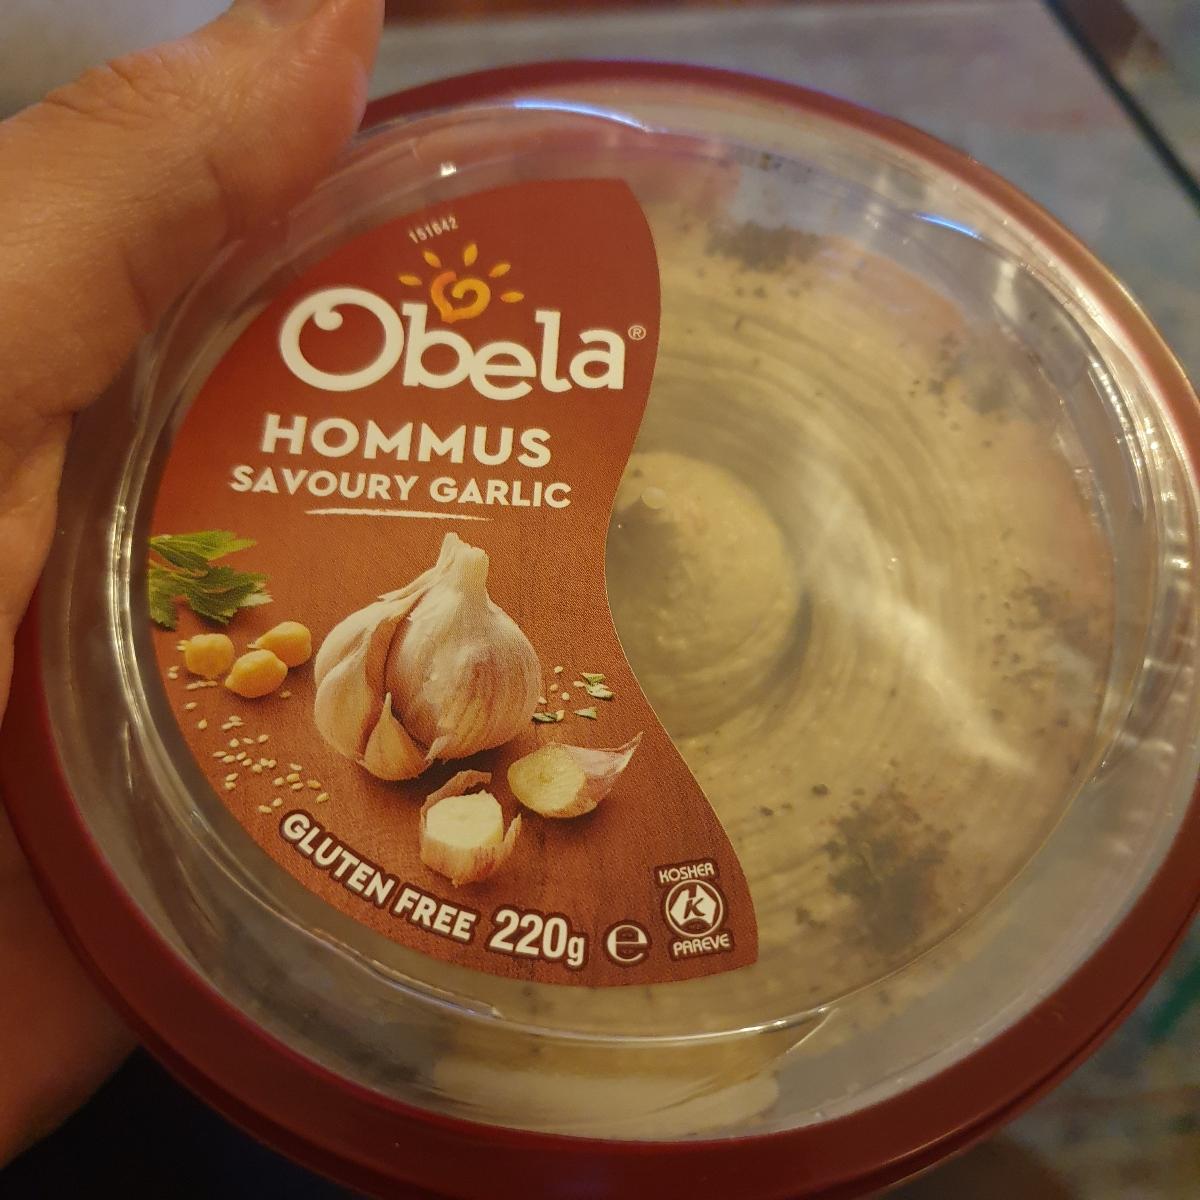 151642
Obela®
HOMMUS
SAVOURY GARLIC
GLUTEN FREE 220g e
KOSHER
K
PAREVE